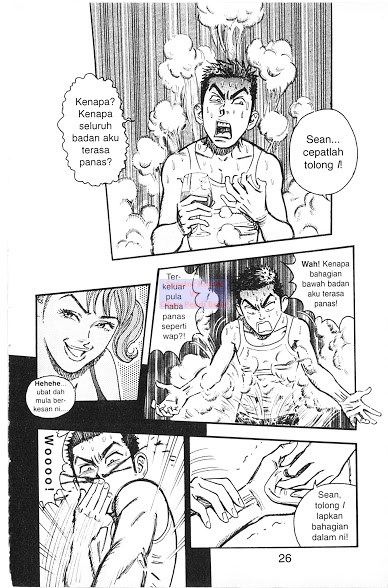 Kenapa?
Kenapa
seluruh
badan aku
terasa
panas?
Sean...
cepatlah
tolong I!
Ter-
keluar
pula
haba
panas
seperti
wap?!
Wah! Kenapa
bahagian
bawah badan
aku terasa
panas!
Hehehe...
ubat dah
mula ber-
kesan ni...
Woooo!
Sean,
tolong I
lapkan
bahagian
dalam ni!
26